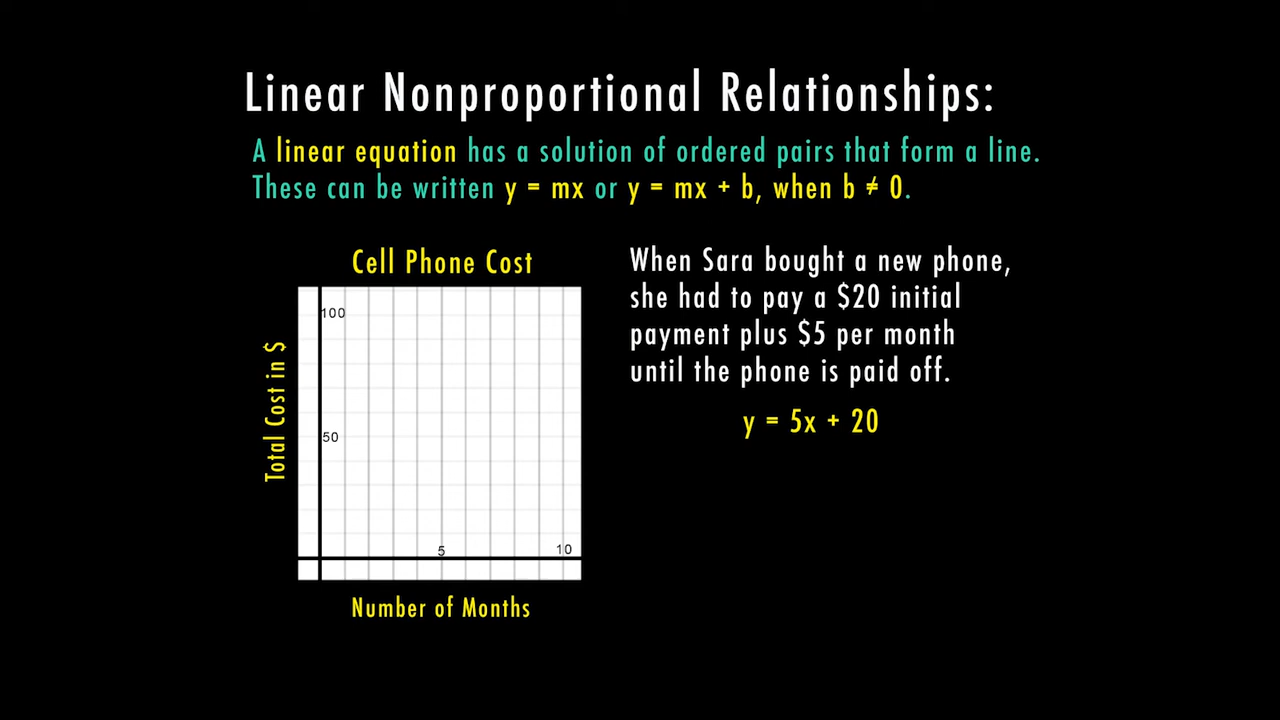 Linear Nonproportional Relationships:
A linear equation has a solution of ordered pairs that form a line.
These can be written y = mx or y = mx + b, when b ≠ 0.
Cell Phone Cost
100
50
5
10
Total Cost in $
Number of Months
When Sara bought a new phone,
she had to pay a $20 initial
payment plus $5 per month
until the phone is paid off.
y = 5x + 20